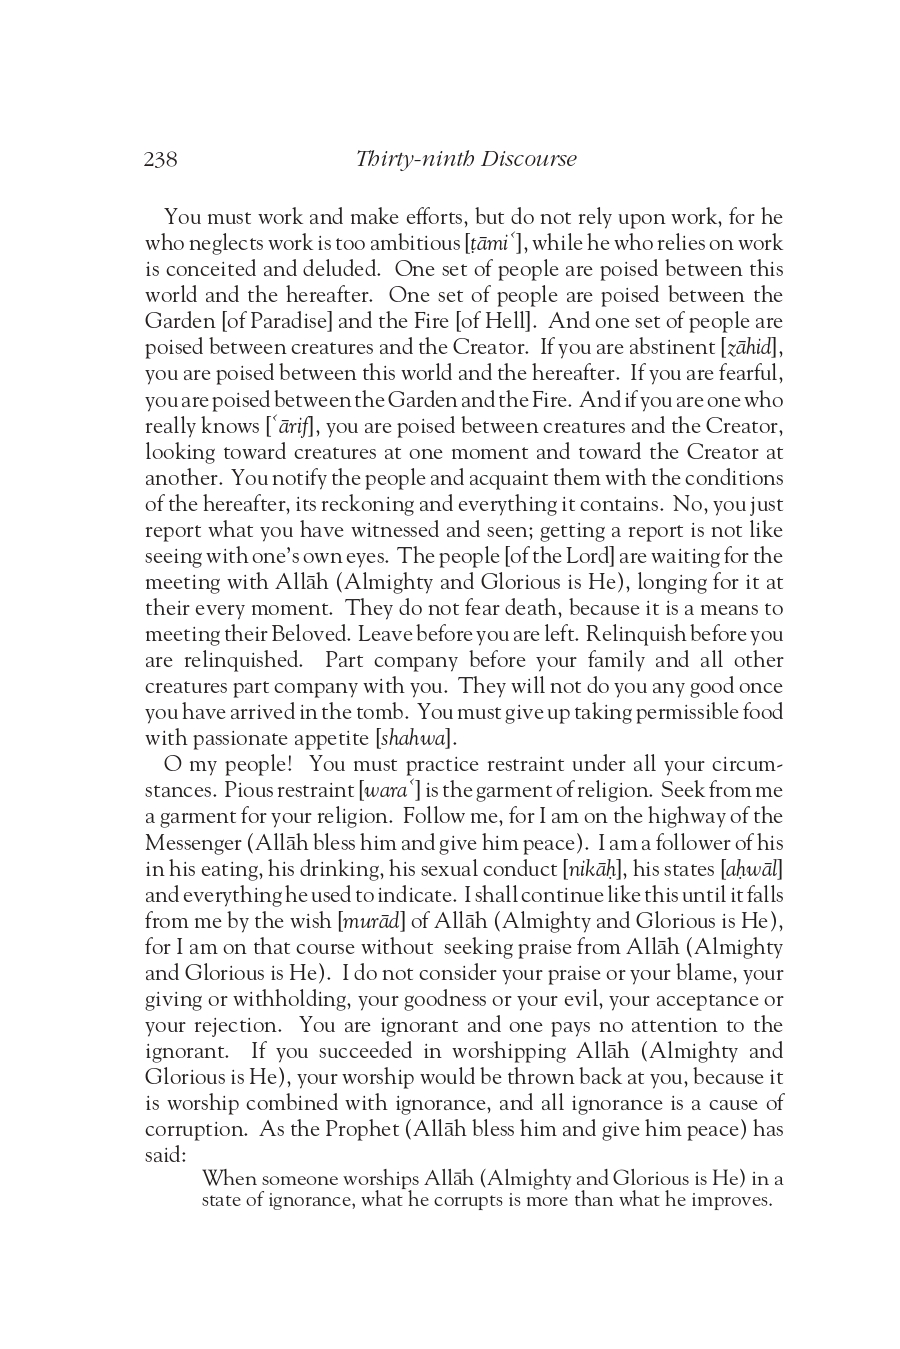 238 Thirty-ninth Discourse
You must work and make efforts, but do not rely upon work, for he
who neglects work is too ambitious [ṭāmiʿ], while he who relies on work
is conceited and deluded. One set of people are poised between this
world and the hereafter. One set of people are poised between the
Garden [of Paradise] and the Fire [of Hell]. And one set of people are
poised between creatures and the Creator. If you are abstinent [zāhid],
you are poised between this world and the hereafter. If you are fearful,
you are poised between the Garden and the Fire. And if you are one who
really knows [ʿārif], you are poised between creatures and the Creator,
looking toward creatures at one moment and toward the Creator at
another. You notify the people and acquaint them with the conditions
of the hereafter, its reckoning and everything it contains. No, you just
report what you have witnessed and seen; getting a report is not like
seeing with one’s own eyes. The people [of the Lord] are waiting for the
meeting with Allāh (Almighty and Glorious is He), longing for it at
their every moment. They do not fear death, because it is a means to
meeting their Beloved. Leave before you are left. Relinquish before you
are relinquished. Part company before your family and all other
creatures part company with you. They will not do you any good once
you have arrived in the tomb. You must give up taking permissible food
with passionate appetite [shahwa].
O my people! You must practice restraint under all your circum-
stances. Pious restraint [waraʿ] is the garment of religion. Seek from me
a garment for your religion. Follow me, for I am on the highway of the
Messenger (Allāh bless him and give him peace). I am a follower of his
in his eating, his drinking, his sexual conduct [nikāḥ], his states [aḥwāl]
and everything he used to indicate. I shall continue like this until it falls
from me by the wish [murād] of Allāh (Almighty and Glorious is He),
for I am on that course without seeking praise from Allāh (Almighty
and Glorious is He). I do not consider your praise or your blame, your
giving or withholding, your goodness or your evil, your acceptance or
your rejection. You are ignorant and one pays no attention to the
ignorant. If you succeeded in worshipping Allāh (Almighty and
Glorious is He), your worship would be thrown back at you, because it
is worship combined with ignorance, and all ignorance is a cause of
corruption. As the Prophet (Allāh bless him and give him peace) has
said:
When someone worships Allāh (Almighty and Glorious is He) in a
state of ignorance, what he corrupts is more than what he improves.